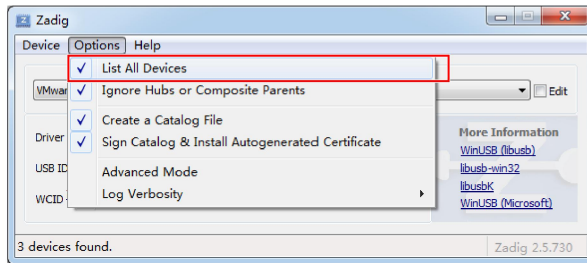 Zadig
Device Options Help
List All Devices
VMwar
Edit
Ignore Hubs or Composite Parents
Create a Catalog File
Driver
Sign Catalog & Install Autogenerated Certificate
More Information
WinUSB (libusb)
USB ID
Advanced Mode
libusb-win32
Log Verbosity
libusbK
WCID
WinUSB (Microsoft)
3 devices found.
Zadig 2.5.730